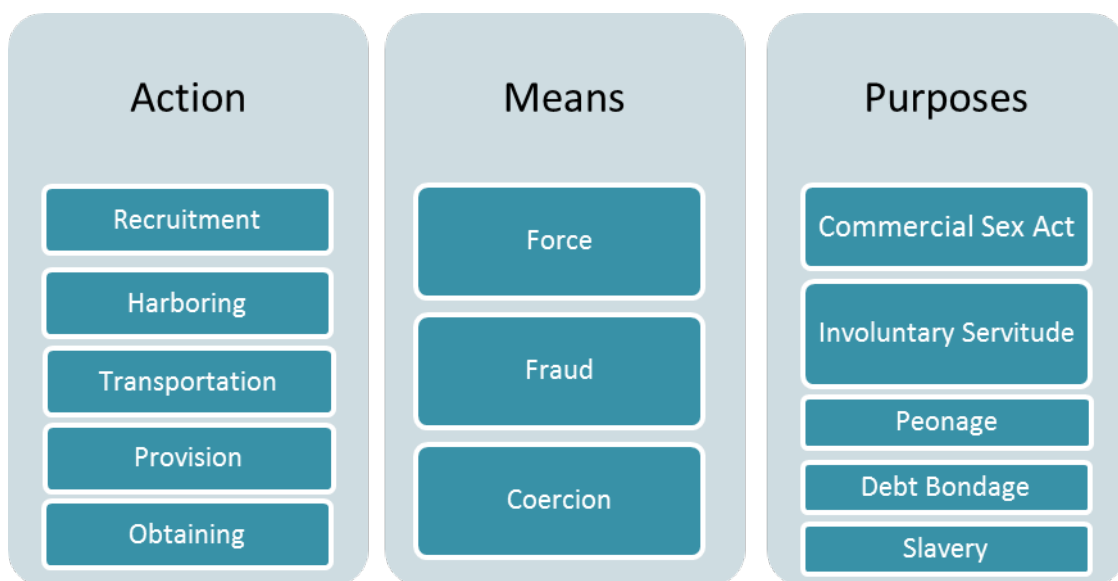 Action
Recruitment
Harboring
Transportation
Provision
Obtaining
Means
Force
Fraud
Coercion
Purposes
Commercial Sex Act
Involuntary Servitude
Peonage
Debt Bondage
Slavery